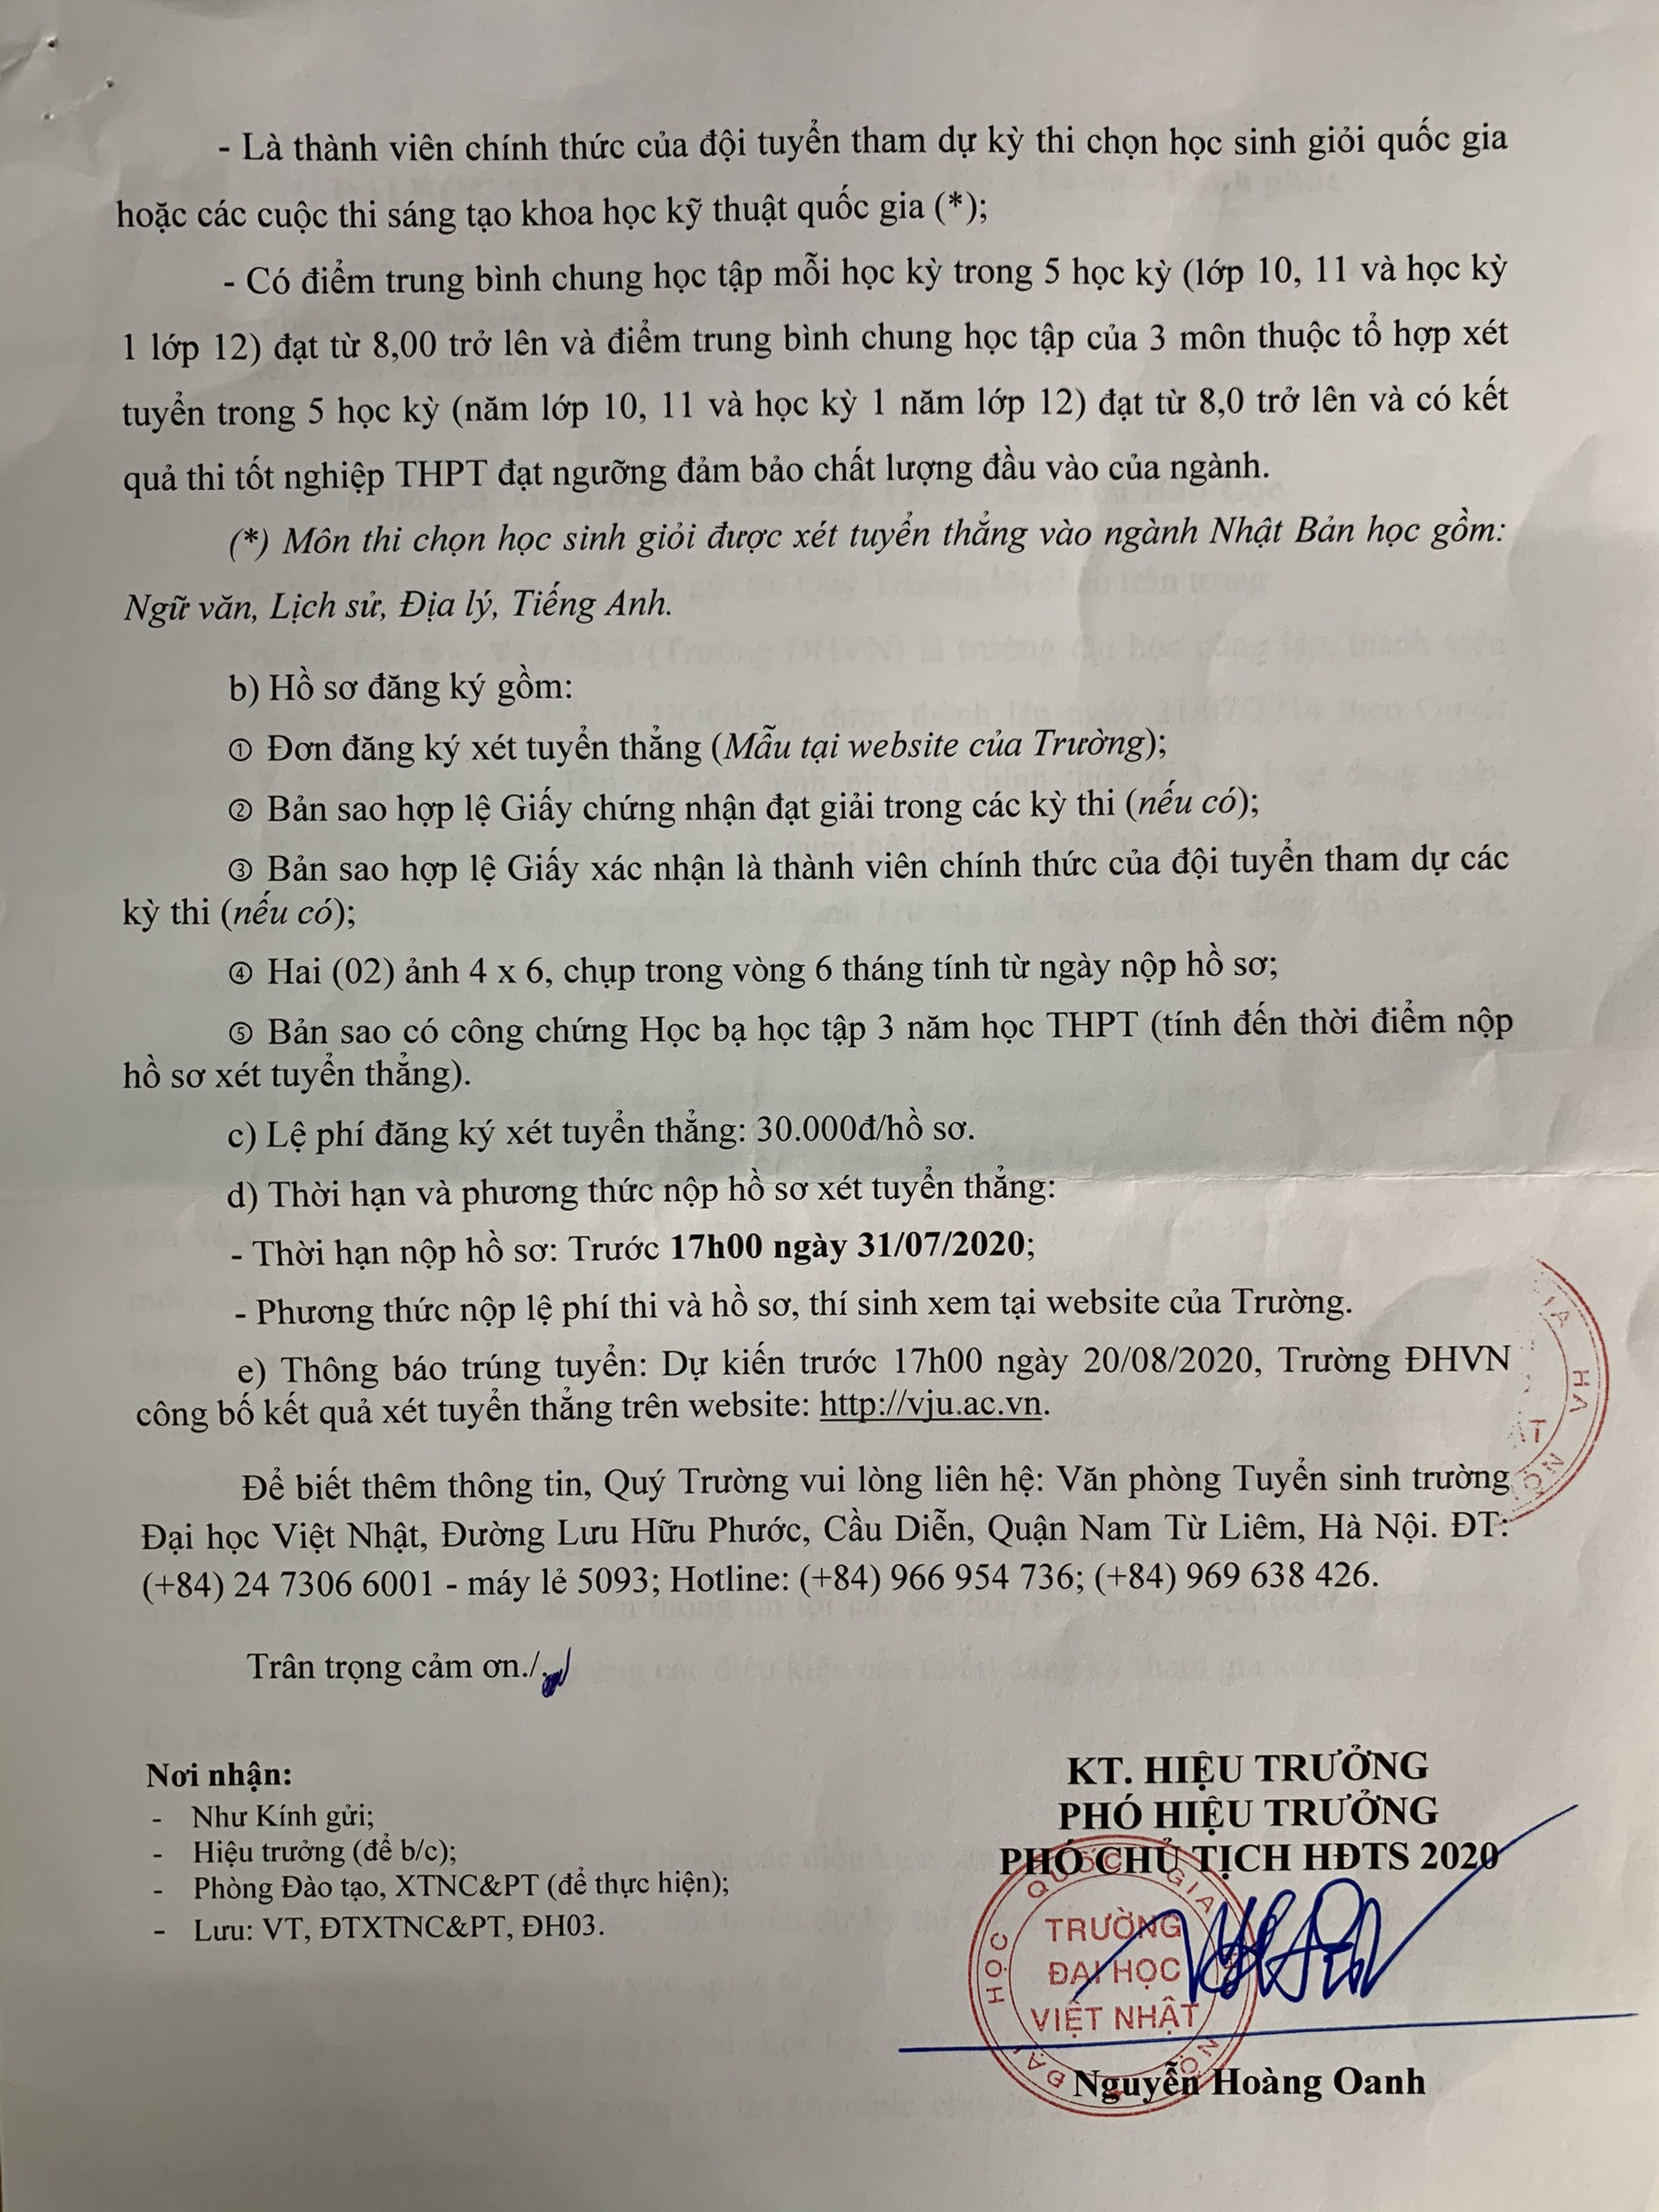 - Là thành viên chính thức của đội tuyển tham dự kỳ thi chọn học sinh giỏi quốc gia
hoặc các cuộc thi sáng tạo khoa học kỹ thuật quốc gia (*);
- Có điểm trung bình chung học tập mỗi học kỳ trong 5 học kỳ (lớp 10, 11 và học kỳ
1 lớp 12) đạt từ 8,00 trở lên và điểm trung bình chung học tập của 3 môn thuộc tổ hợp xét
tuyển trong 5 học kỳ (năm lớp 10, 11 và học kỳ 1 năm lớp 12) đạt từ 8,0 trở lên và có kết
quả thi tốt nghiệp THPT đạt ngưỡng đảm bảo chất lượng đầu vào của ngành.
(*) Môn thi chọn học sinh giỏi được xét tuyển thẳng vào ngành Nhật Bản học gồm:
Ngữ văn, Lịch sử, Địa lý, Tiếng Anh.
b) Hồ sơ đăng ký gồm:
① Đơn đăng ký xét tuyển thẳng (Mẫu tại website của Trường);
② Bản sao hợp lệ Giấy chứng nhận đạt giải trong các kỳ thi (nếu có);
③ Bản sao hợp lệ Giấy xác nhận là thành viên chính thức của đội tuyển tham dự các
kỳ thi (nếu có);
④ Hai (02) ảnh 4 x 6, chụp trong vòng 6 tháng tính từ ngày nộp hồ sơ;
⑤ Bản sao có công chứng Học bạ học tập 3 năm học THPT (tính đến thời điểm nộp
hồ sơ xét tuyển thẳng).
c) Lệ phí đăng ký xét tuyển thẳng: 30.000đ/hồ sơ.
d) Thời hạn và phương thức nộp hồ sơ xét tuyển thẳng:
- Thời hạn nộp hồ sơ: Trước 17h00 ngày 31/07/2020;
- Phương thức nộp lệ phí thi và hồ sơ, thí sinh xem tại website của Trường.
e) Thông báo trúng tuyển: Dự kiến trước 17h00 ngày 20/08/2020, Trường ĐHVN
công bố kết quả xét tuyển thẳng trên website: http://vju.ac.vn.
Để biết thêm thông tin, Quý Trường vui lòng liên hệ: Văn phòng Tuyển sinh trường
Đại học Việt Nhật, Đường Lưu Hữu Phước, Cầu Diễn, Quận Nam Từ Liêm, Hà Nội. ĐT:
(+84) 24 7306 6001 - máy lẻ 5093; Hotline: (+84) 966 954 736; (+84) 969 638 426.
Trân trọng cảm ơn./.
Nơi nhận:
- Như Kính gửi;
- Hiệu trưởng (để b/c);
- Phòng Đào tạo, XTNC&PT (để thực hiện);
- Lưu: VT, ĐTXTNC&PT, ĐH03.
KT. HIỆU TRƯỞNG
PHÓ HIỆU TRƯỞNG
PHÓ CHỦ TỊCH HĐTS 2020
ĐẠI HỌC QUỐC GIA NỘI
TRƯỜNG
ĐẠI HỌC
VIỆT NHẬT
Nguyễn Hoàng Oanh